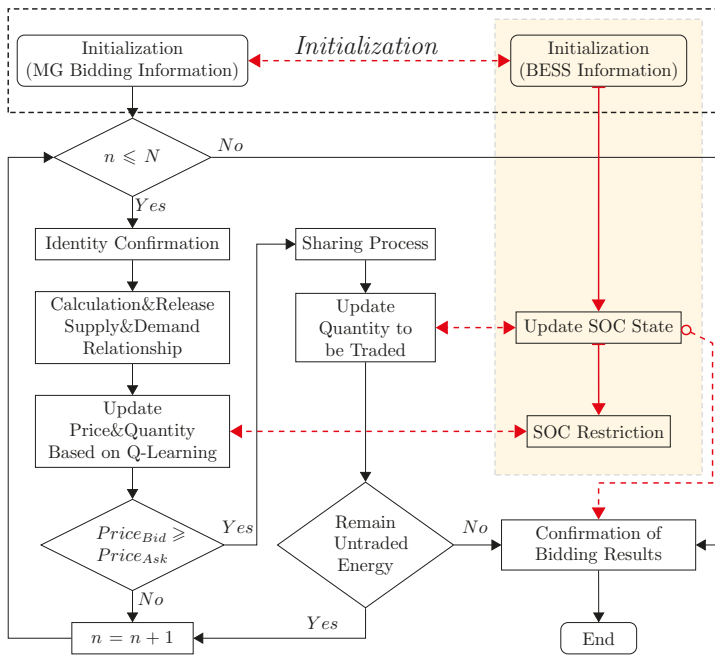 Initialization
(MG Bidding Information)
Initialization
Initialization
(BESS Information)
n ⩽ N
No
Yes
Identity Confirmation
Sharing Process
Calculation&Release
Supply&Demand
Relationship
Update
Quantity to
be Traded
Update SOC State
Update
Price&Quantity
Based on Q-Learning
SOC Restriction
Price_Bid ⩾
Price_Ask
Yes
No
Remain
Untraded
Energy
No
Yes
Confirmation of
Bidding Results
n = n + 1
End